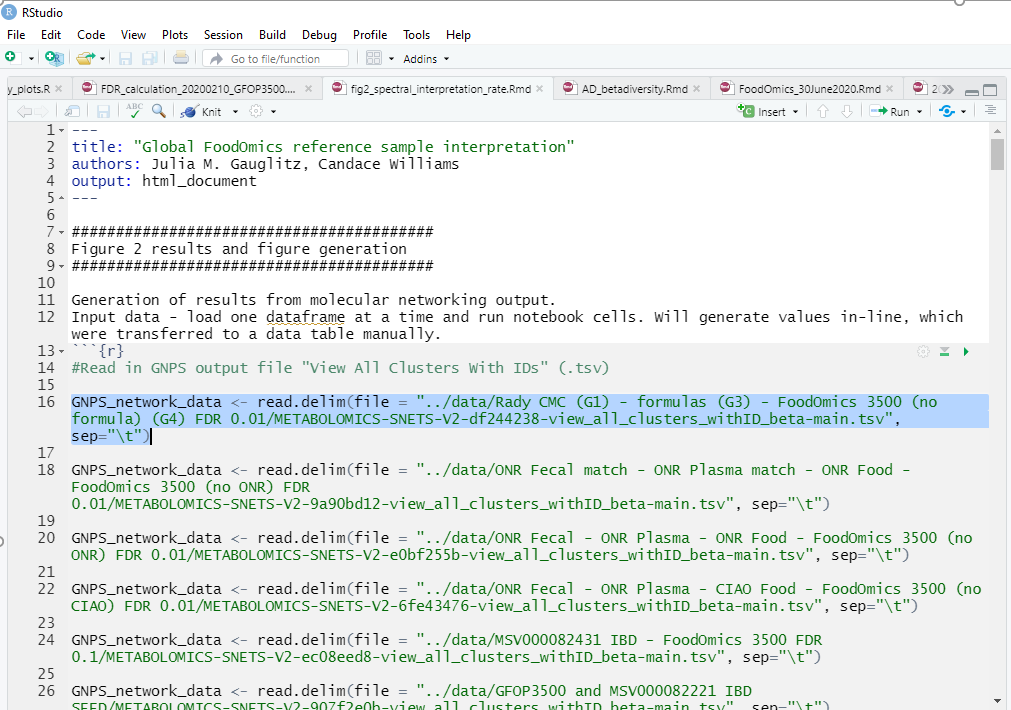 RStudio
File Edit Code View Plots Session Build Debug Profile Tools Help
Go to file/function Addins
y_plots.R FDR_calculation_20200210_GFOP3500.... fig2_spectral_interpretation_rate.Rmd AD_betadiversity.Rmd FoodOmics_30June2020.Rmd 2
ABC Knit Insert Run
1 ---
2 title: "Global FoodOmics reference sample interpretation"
3 authors: Julia M. Gauglitz, Candace Williams
4 output: html_document
5 ---
6
7 #########################################
8 Figure 2 results and figure generation
9 #########################################
10
11 Generation of results from molecular networking output.
12 Input data - load one dataframe at a time and run notebook cells. Will generate values in-line, which
were transferred to a data table manually.
13 ```{r}
14 #Read in GNPS output file "View All Clusters With IDs" (.tsv)
15
16 GNPS_network_data <- read.delim(file = "../data/Rady CMC (G1) - formulas (G3) - FoodOmics 3500 (no
formula) (G4) FDR 0.01/METABOLOMICS-SNETS-V2-df244238-view_all_clusters_withID_beta-main.tsv",
sep="\t")
17
18 GNPS_network_data <- read.delim(file = "../data/ONR Fecal match - ONR Plasma match - ONR Food -
FoodOmics 3500 (no ONR) FDR
0.01/METABOLOMICS-SNETS-V2-9a90bd12-view_all_clusters_withID_beta-main.tsv", sep="\t")
19
20 GNPS_network_data <- read.delim(file = "../data/ONR Fecal - ONR Plasma - ONR Food - FoodOmics 3500 (no
ONR) FDR 0.01/METABOLOMICS-SNETS-V2-e0bf255b-view_all_clusters_withID_beta-main.tsv", sep="\t")
21
22 GNPS_network_data <- read.delim(file = "../data/ONR Fecal - ONR Plasma - CIAO Food - FoodOmics 3500 (no
CIAO) FDR 0.01/METABOLOMICS-SNETS-V2-6fe43476-view_all_clusters_withID_beta-main.tsv", sep="\t")
23
24 GNPS_network_data <- read.delim(file = "../data/MSV000082431 IBD - FoodOmics 3500 FDR
0.1/METABOLOMICS-SNETS-V2-ec08eed8-view_all_clusters_withID_beta-main.tsv", sep="\t")
25
26 GNPS_network_data <- read.delim(file = "../data/GFOP3500 and MSV000082221 IBD
SEED/METABOLOMICS-SNETS-V2-907f2e0b-view_all_clusters_withID_beta-main.tsv", sep="\t")